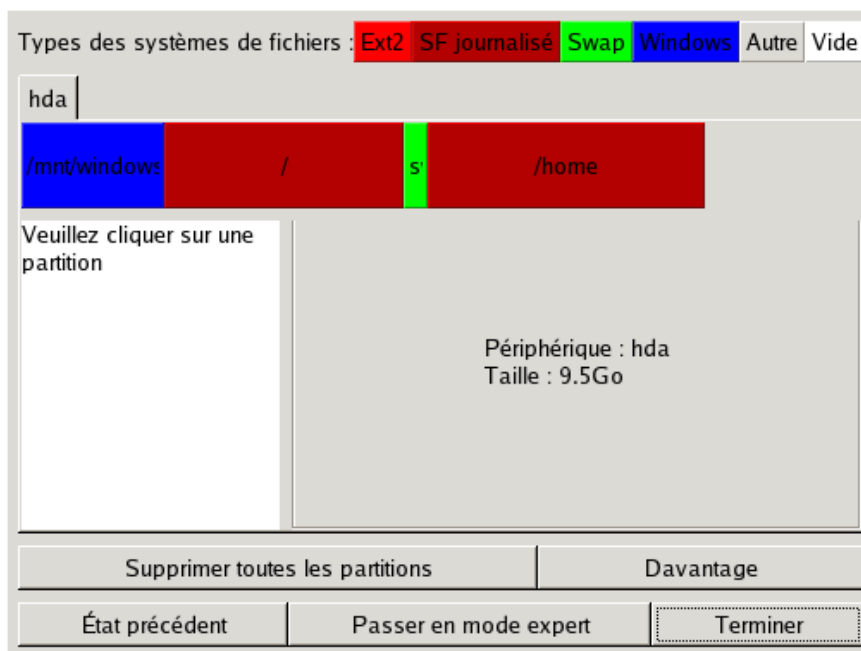 Types des systèmes de fichiers : Ext2 SF journalisé Swap Windows Autre Vide
hda
/mnt/windows / /home
Veuillez cliquer sur une
partition
Périphérique : hda
Taille : 9.5Go
Supprimer toutes les partitions Davantage
État précédent Passer en mode expert Terminer